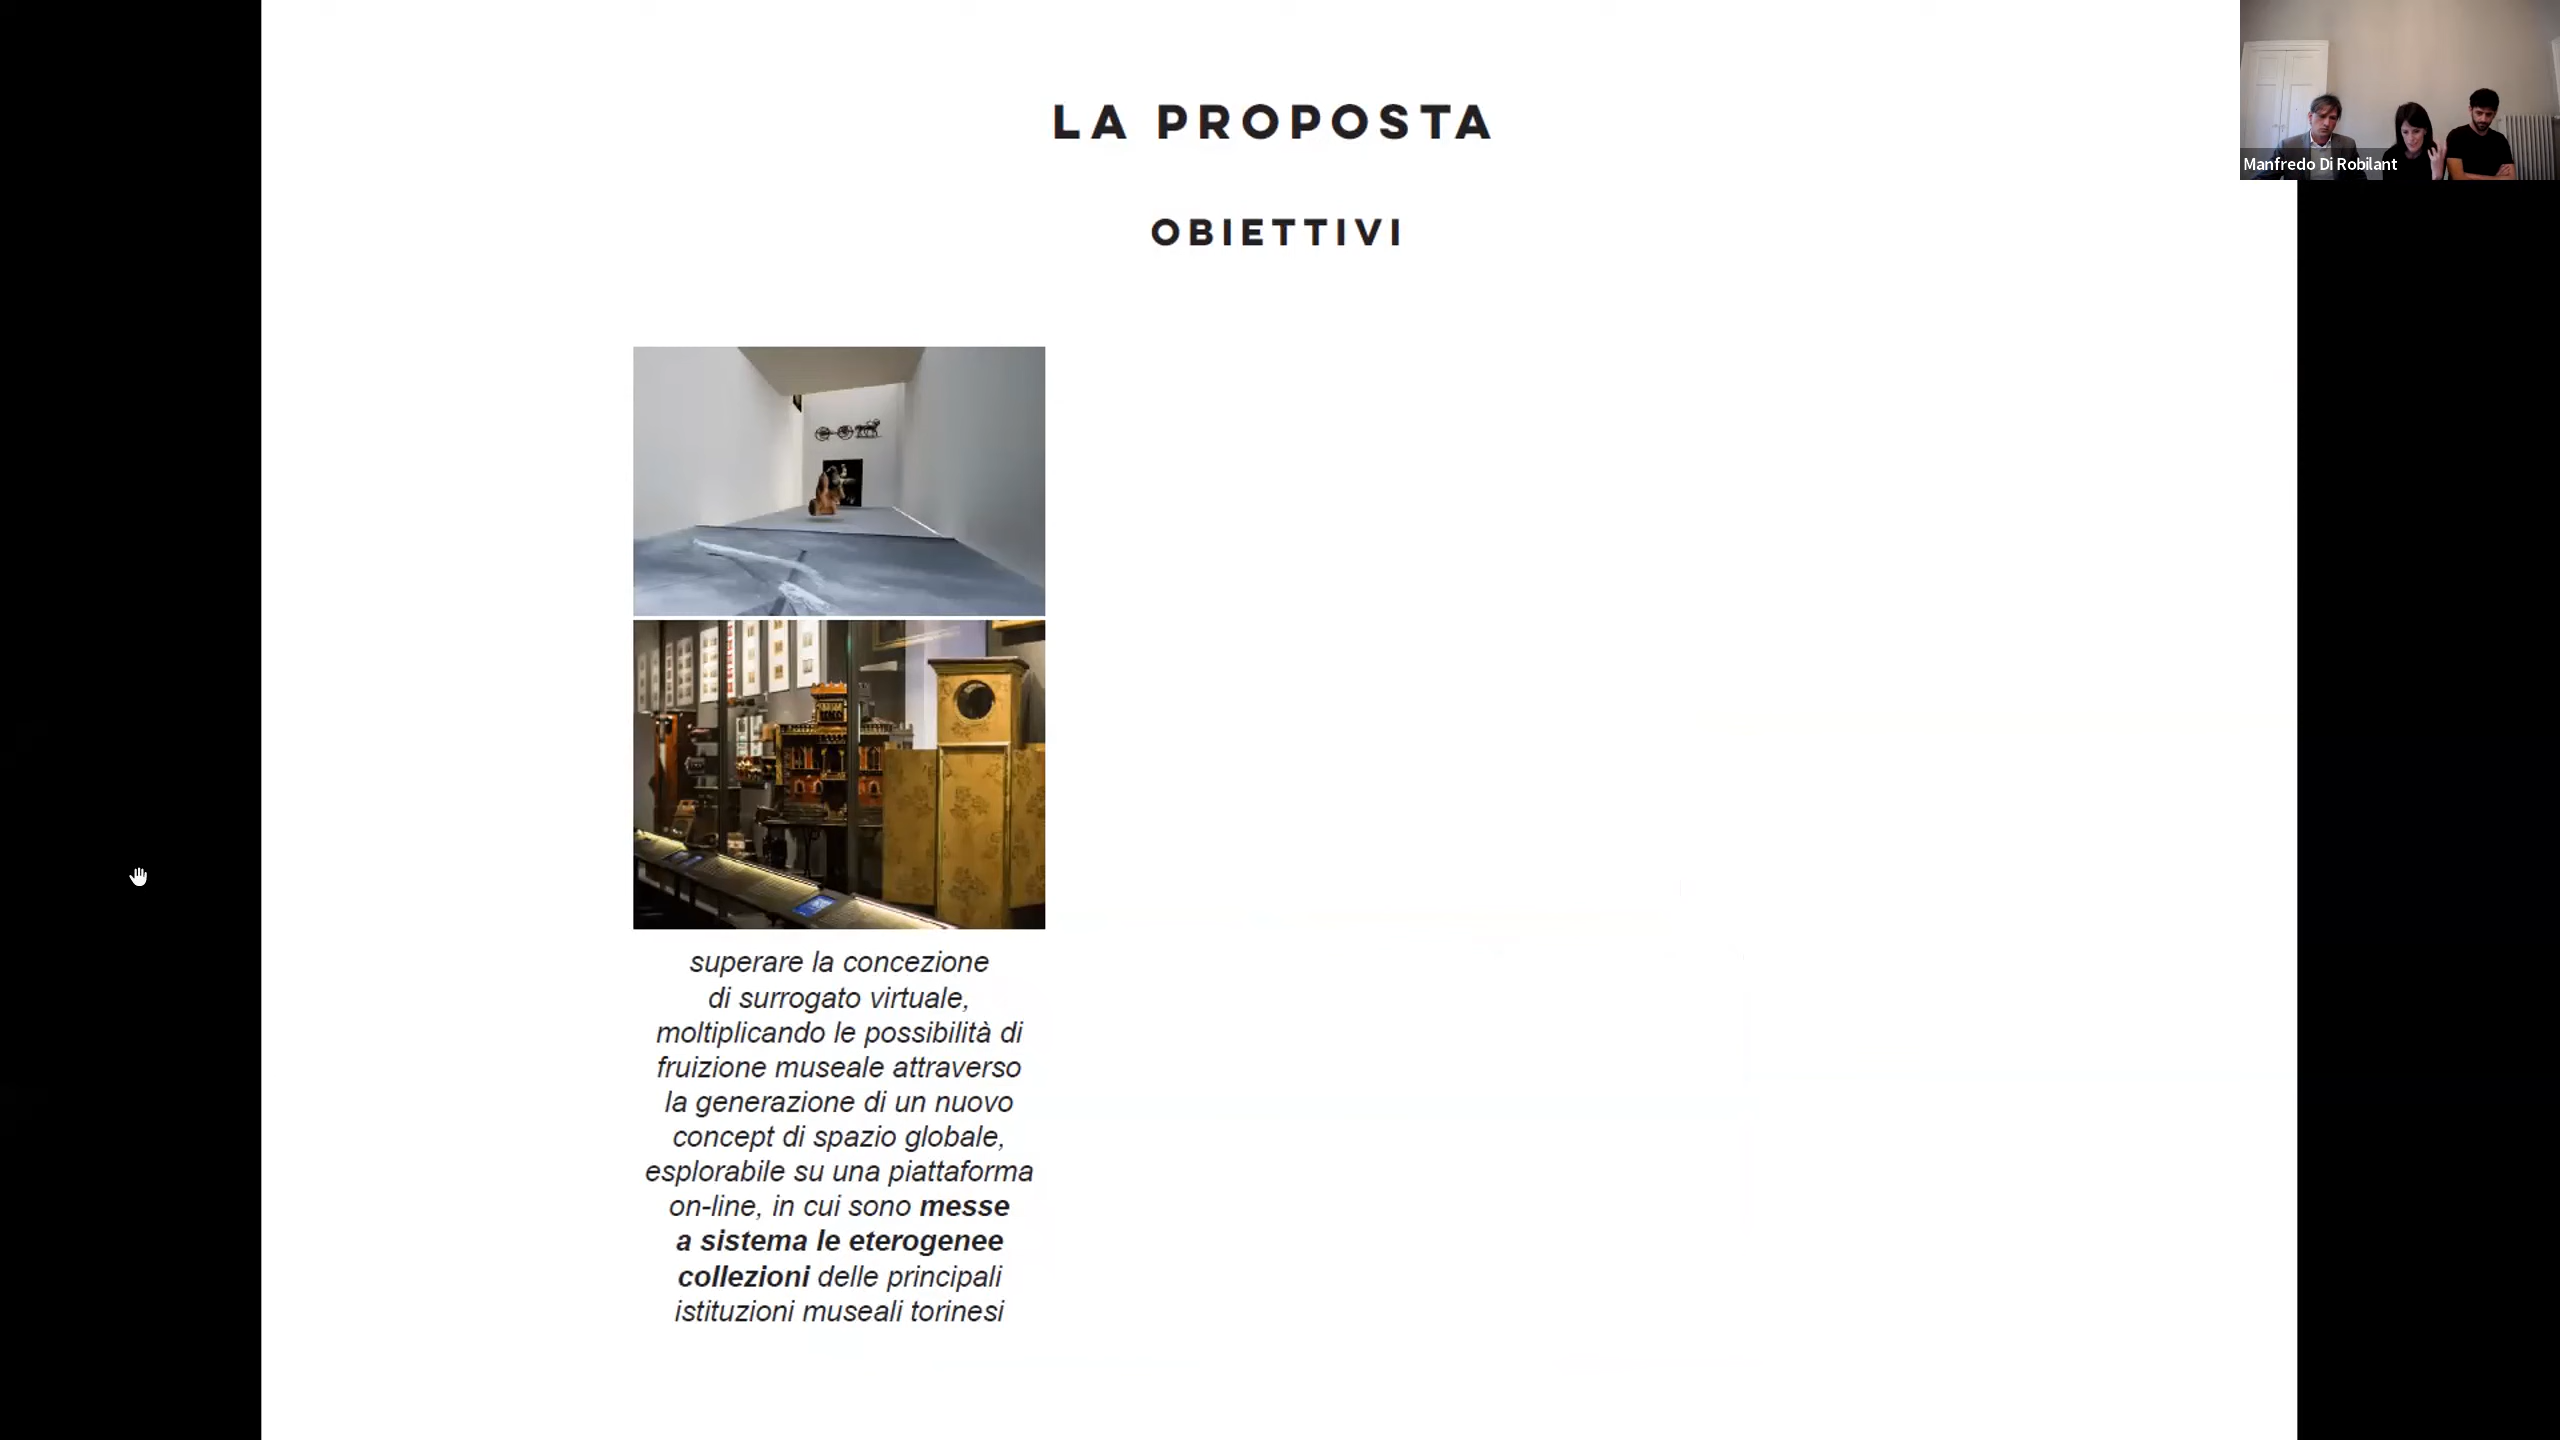 LA PROPOSTA
OBIETTIVI
Manfredo Di Robilant
superare la concezione
di surrogato virtuale,
moltiplicando le possibilità di
fruizione museale attraverso
la generazione di un nuovo
concept di spazio globale,
esplorabile su una piattaforma
on-line, in cui sono messe
a sistema le eterogenee
collezioni delle principali
istituzioni museali torinesi